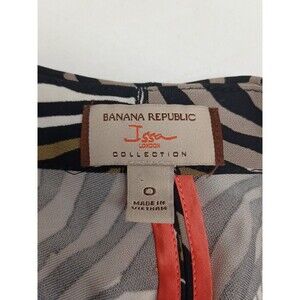 BANANA REPUBLIC
Issa
LONDON
COLLECTION
0
MADE IN
VIETNAM